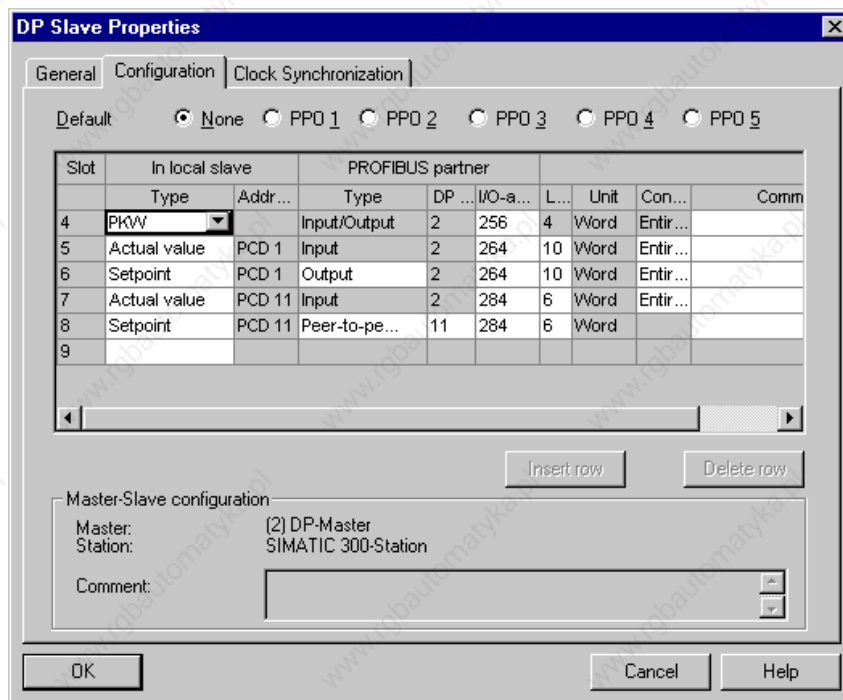 DP Slave Properties
General Configuration Clock Synchronization
Default None PPO 1 PPO 2 PPO 3 PPO 4 PPO 5
Slot In local slave PROFIBUS partner
Type Addr... Type DP ... I/O-a... L... Unit Con... Comm
4 PKW Input/Output 2 256 4 Word Entir...
5 Actual value PCD 1 Input 2 264 10 Word Entir...
6 Setpoint PCD 1 Output 2 264 10 Word Entir...
7 Actual value PCD 11 Input 2 284 6 Word Entir...
8 Setpoint PCD 11 Peer-to-pe... 11 284 6 Word
9
Insert row Delete row
Master-Slave configuration
Master: (2) DP-Master
Station: SIMATIC 300-Station
Comment:
OK Cancel Help
www.rgbautomatyka.pl